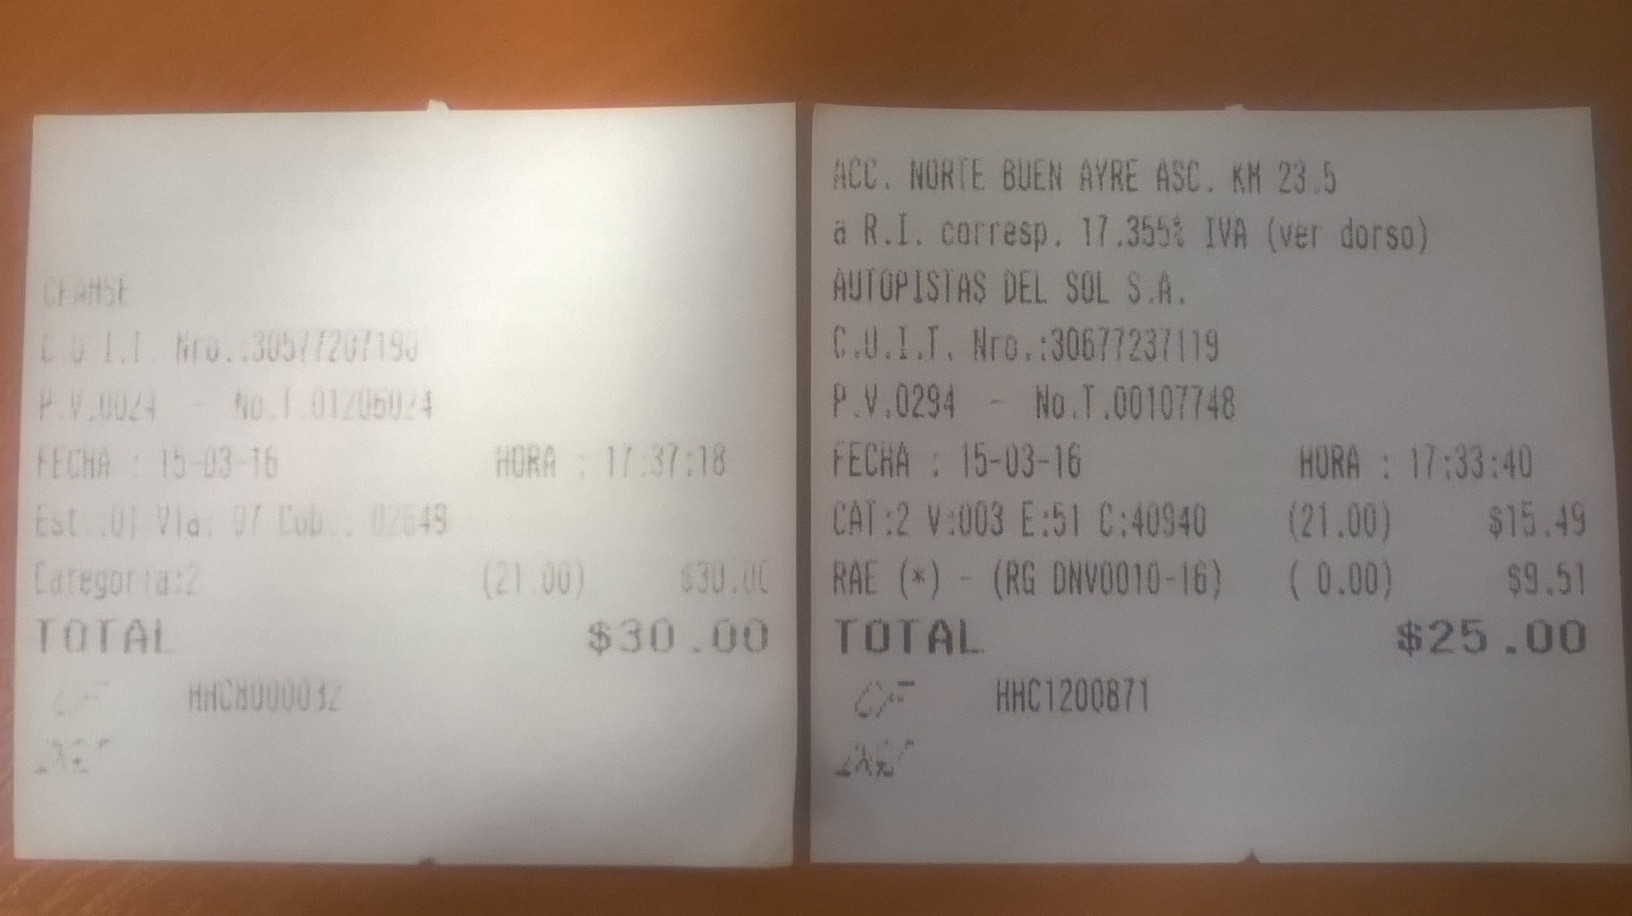 CEAMSE
C.U.I.T. Nro.:30577207190
P.V.0024 - No.T.01206024
FECHA : 15-03-16 HORA : 17:37:18
Est.:01 Via: 07 Cob.: 02649
Categoria:2 (21.00) $30.00
TOTAL $30.00
CF HHC8000032
ACC. NORTE BUEN AYRE ASC. KM 23.5
a R.I. corresp. 17.355% IVA (ver dorso)
AUTOPISTAS DEL SOL S.A.
C.U.I.T. Nro.:30677237119
P.V.0294 - No.T.00107748
FECHA : 15-03-16 HORA : 17:33:40
CAT:2 V:003 E:51 C:40940 (21.00) $15.49
RAE (*) - (RG DNV0010-16) ( 0.00) $9.51
TOTAL $25.00
CF HHC1200871